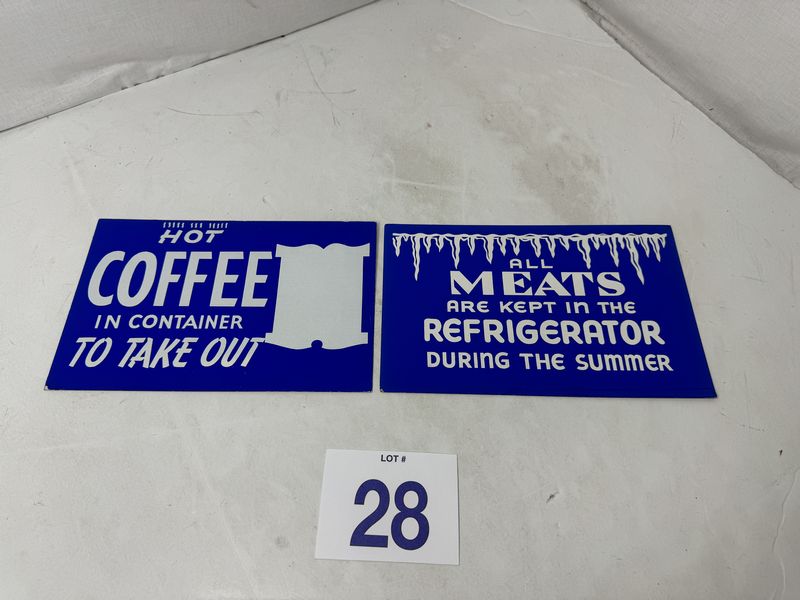 HOT
COFFEE
IN CONTAINER
TO TAKE OUT
ALL
MEATS
ARE KEPT IN THE
REFRIGERATOR
DURING THE SUMMER
LOT #
28